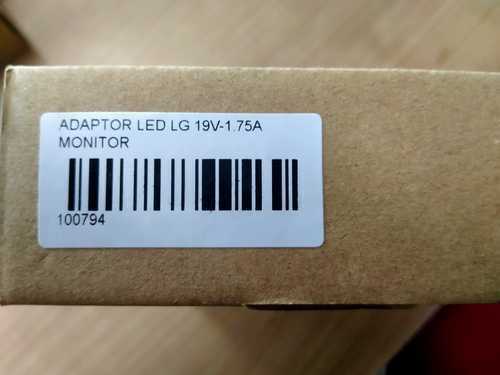 ADAPTOR LED LG 19V-1.75A
MONITOR
100794